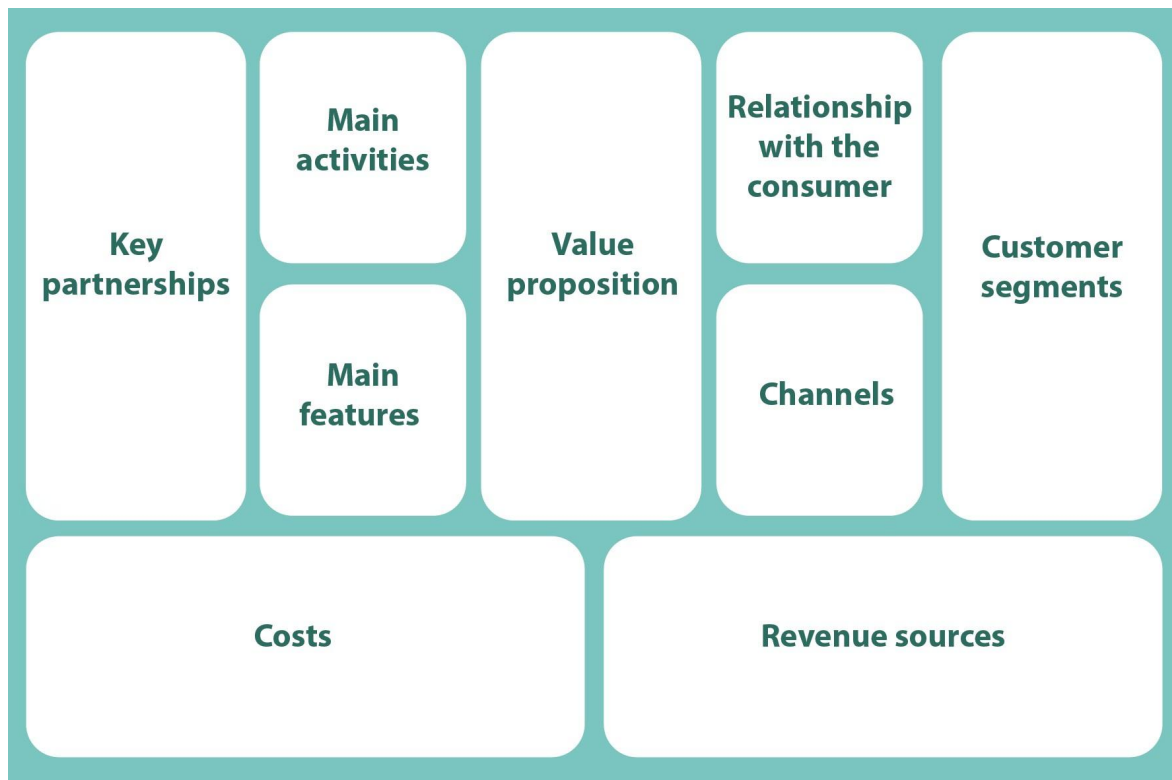 Key
partnerships
Main
activities
Main
features
Value
proposition
Relationship
with the
consumer
Channels
Customer
segments
Costs
Revenue sources